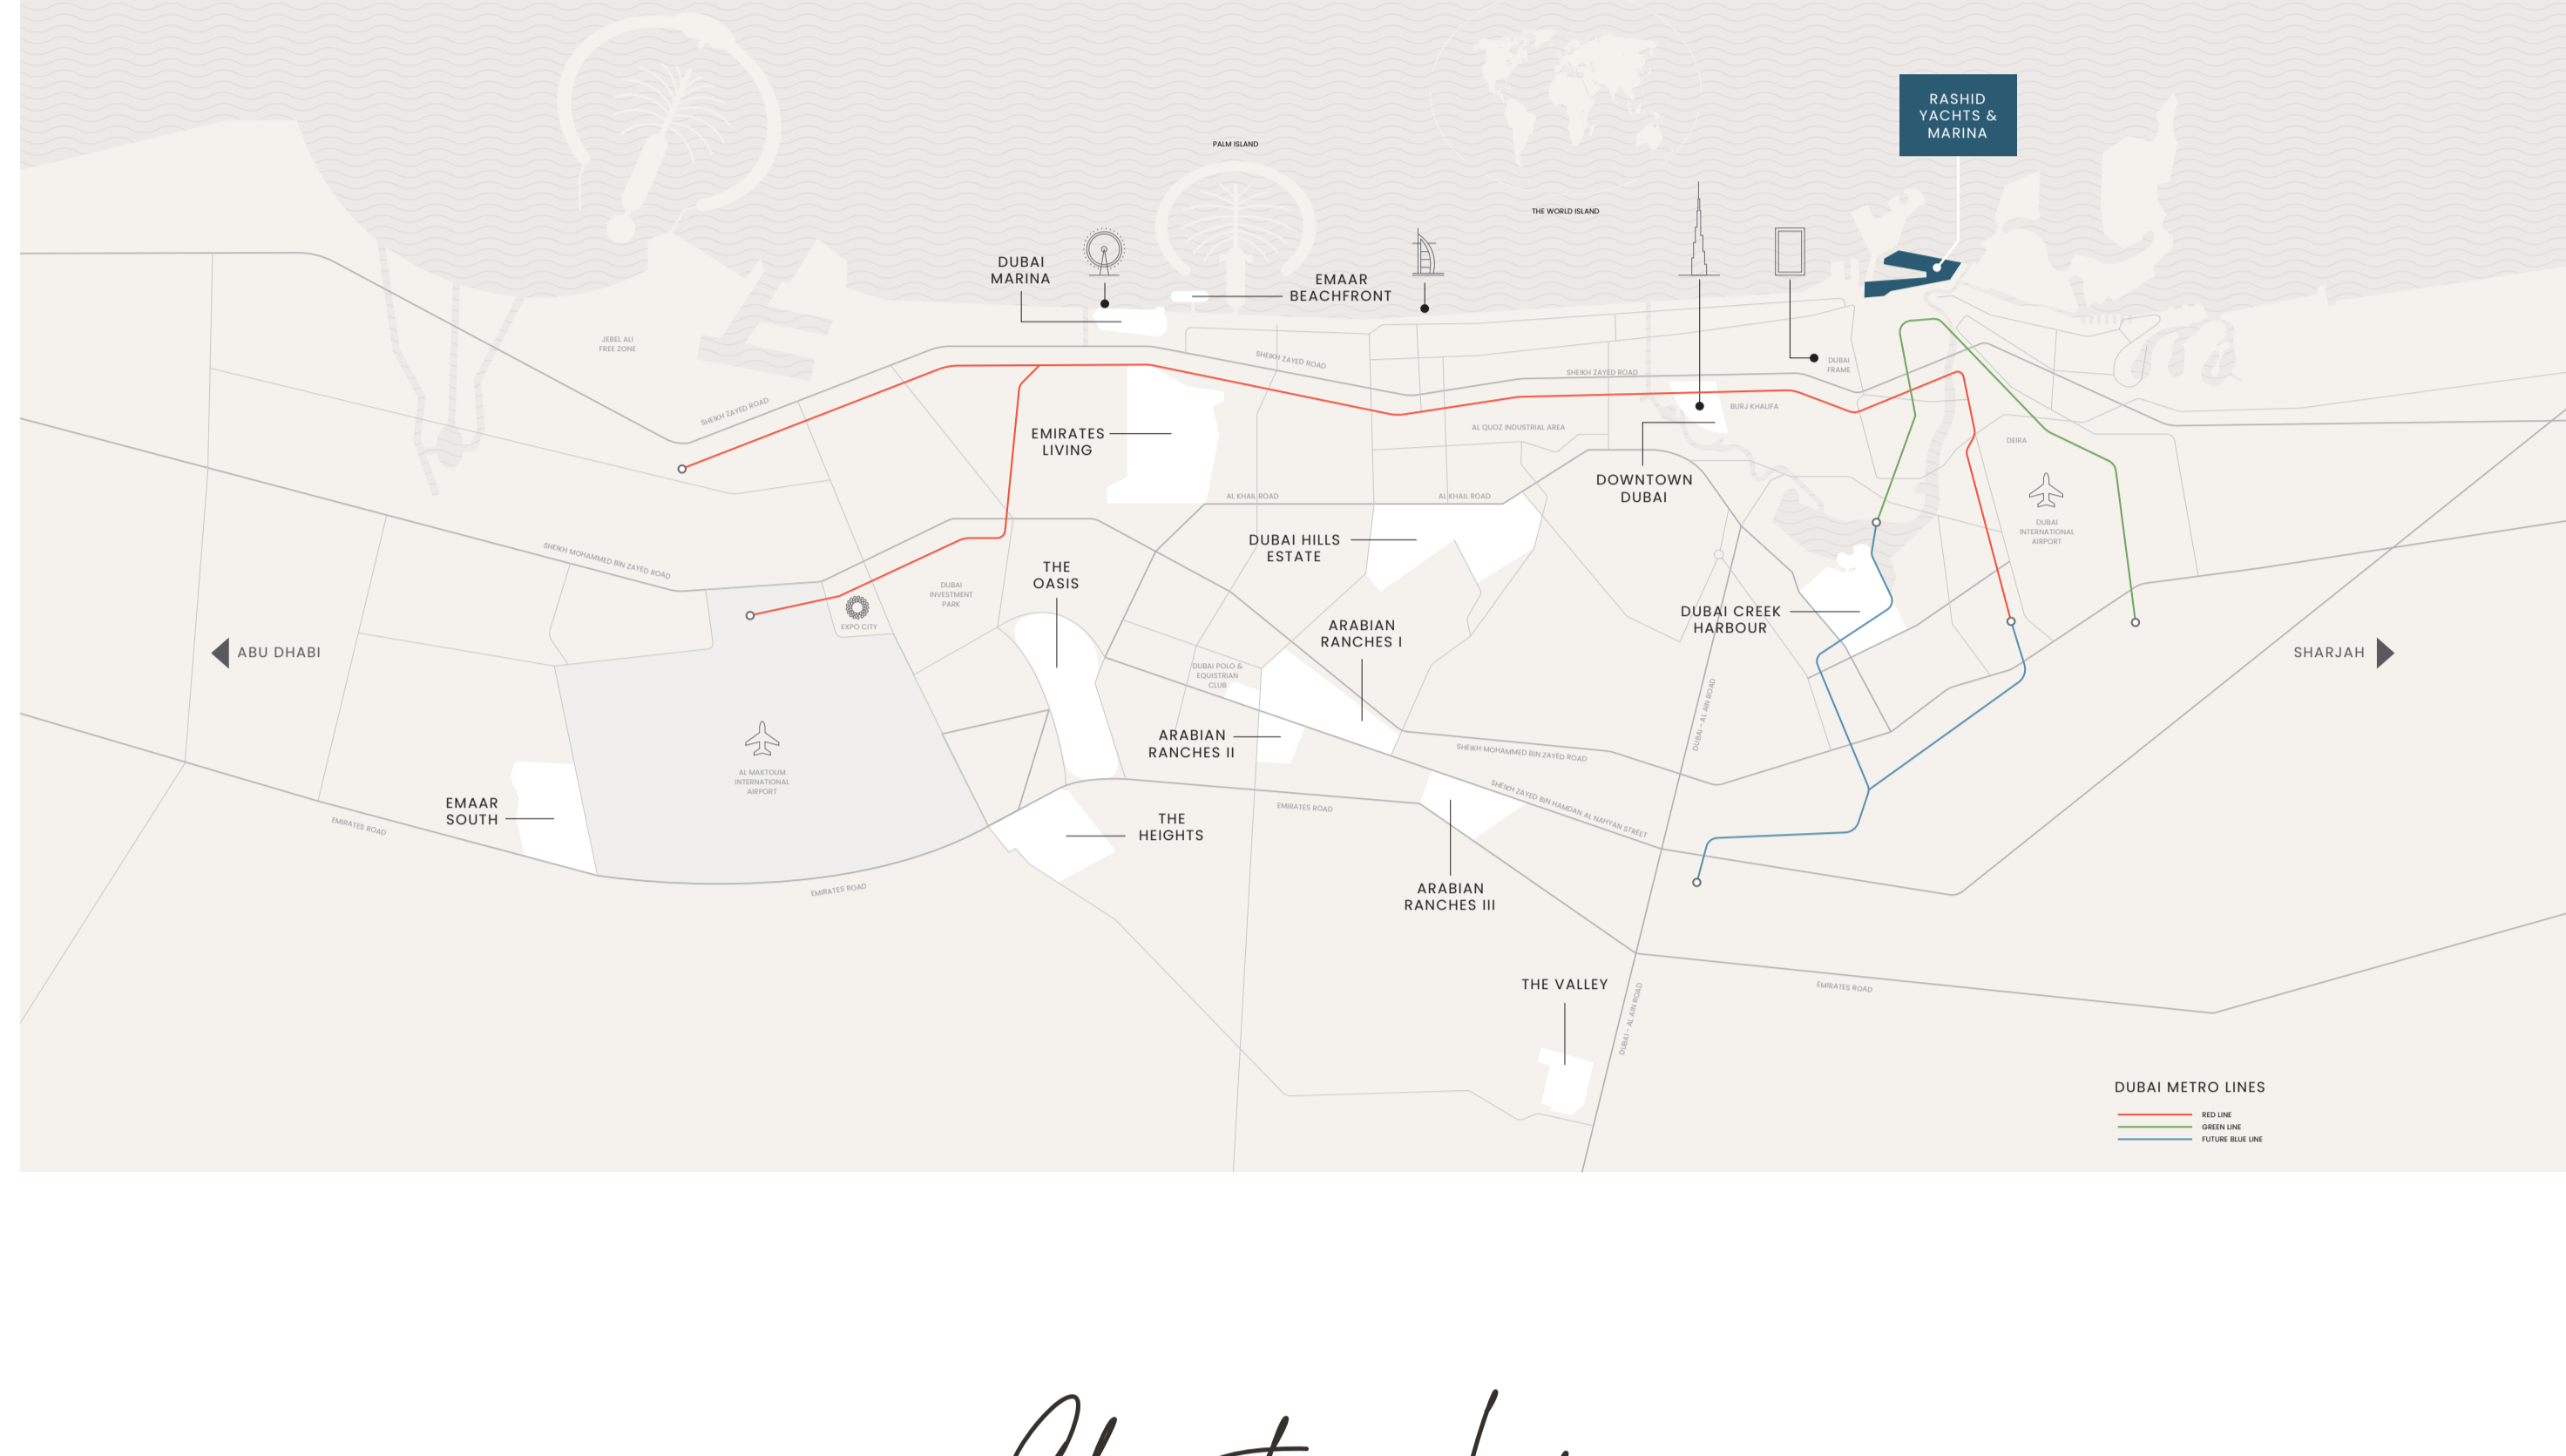 RASHID
YACHTS &
MARINA
PALM ISLAND
THE WORLD ISLAND
DUBAI
MARINA
EMAAR
BEACHFRONT
JEBEL ALI
FREE ZONE
SHEIKH ZAYED ROAD
SHEIKH ZAYED ROAD
DUBAI
FRAME
SHEIKH ZAYED ROAD
BURJ KHALIFA
AL QUOZ INDUSTRIAL AREA
EMIRATES
LIVING
DEIRA
DOWNTOWN
DUBAI
AL KHAIL ROAD
AL KHAIL ROAD
DUBAI
INTERNATIONAL
AIRPORT
DUBAI HILLS
ESTATE
SHEIKH MOHAMMED BIN ZAYED ROAD
THE
OASIS
DUBAI
INVESTMENT
PARK
EXPO CITY
DUBAI CREEK
HARBOUR
ARABIAN
RANCHES I
ABU DHABI
SHARJAH
DUBAI POLO &
EQUESTRIAN
CLUB
DUBAI - AL AIN ROAD
ARABIAN
RANCHES II
SHEIKH MOHAMMED BIN ZAYED ROAD
AL MAKTOUM
INTERNATIONAL
AIRPORT
SHEIKH ZAYED BIN HAMDAN AL NAHYAN STREET
EMAAR
SOUTH
EMIRATES ROAD
THE
HEIGHTS
EMIRATES ROAD
EMIRATES ROAD
ARABIAN
RANCHES III
THE VALLEY
EMIRATES ROAD
DUBAI - AL AIN ROAD
DUBAI METRO LINES
RED LINE
GREEN LINE
FUTURE BLUE LINE